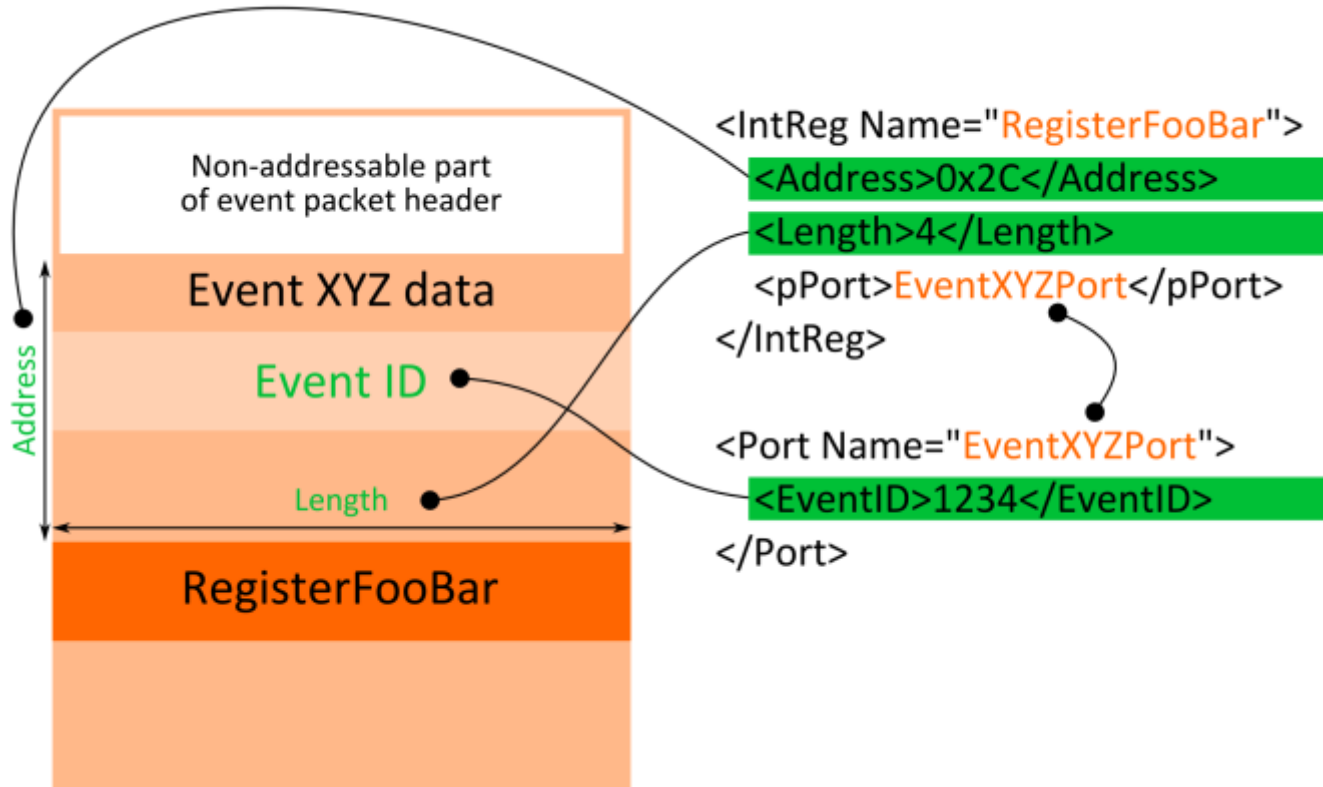 Non-addressable part
of event packet header
Event XYZ data
Event ID
Address
Length
RegisterFooBar
<IntReg Name="RegisterFooBar">
<Address>0x2C</Address>
<Length>4</Length>
<pPort>EventXYZPort</pPort>
</IntReg>
<Port Name="EventXYZPort">
<EventID>1234</EventID>
</Port>